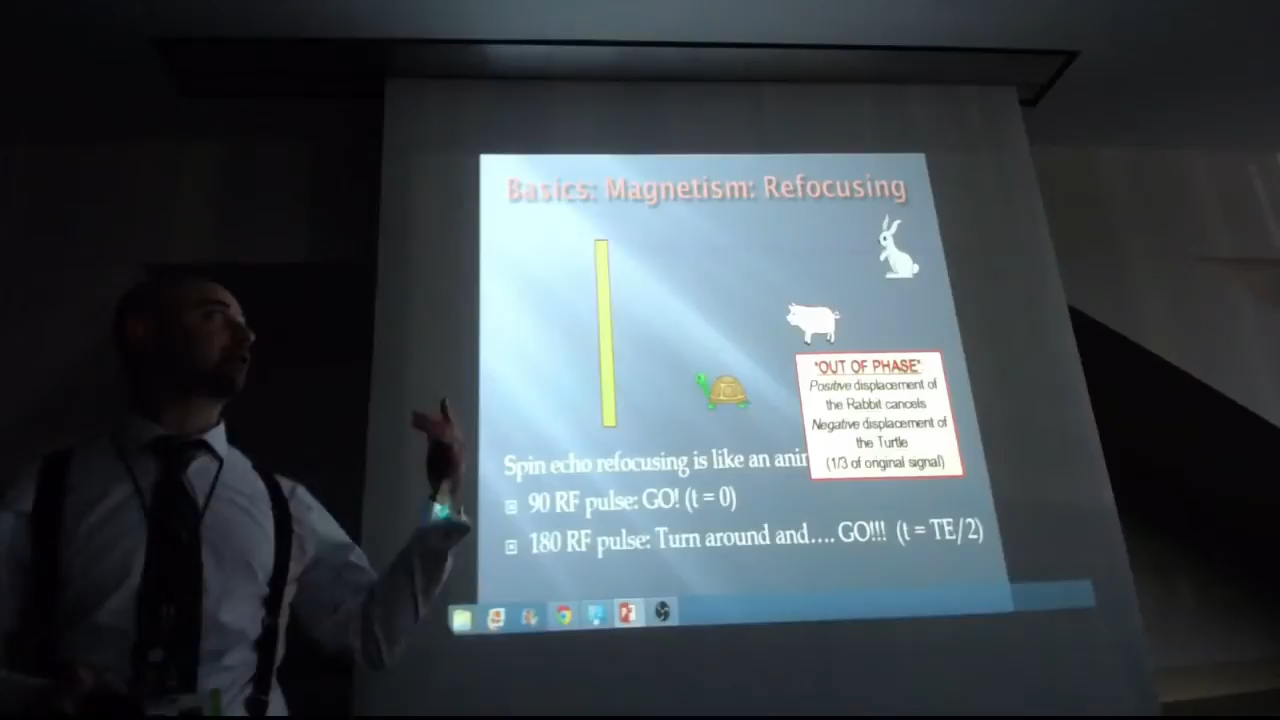 Basics: Magnetism: Refocusing
"OUT OF PHASE"
Positive displacement of
the Rabbit cancels
Negative displacement of
the Turtle
(1/3 of original signal)
Spin echo refocusing is like an
90 RF pulse: GO! (t = 0)
180 RF pulse: Turn around and.... GO!!! (t = TE/2)